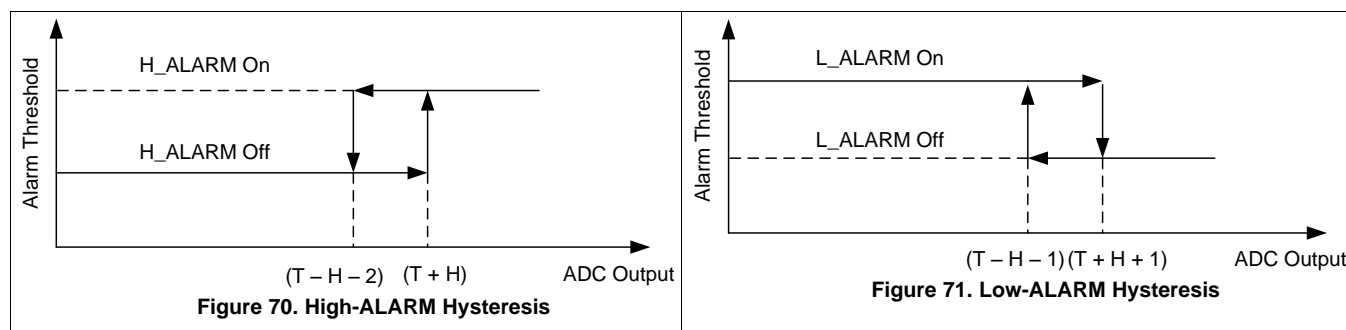 Alarm Threshold
H_ALARM On
H_ALARM Off
(T – H – 2)
(T + H)
ADC Output
Figure 70. High-ALARM Hysteresis
Alarm Threshold
L_ALARM On
L_ALARM Off
(T – H – 1)
(T + H + 1)
ADC Output
Figure 71. Low-ALARM Hysteresis